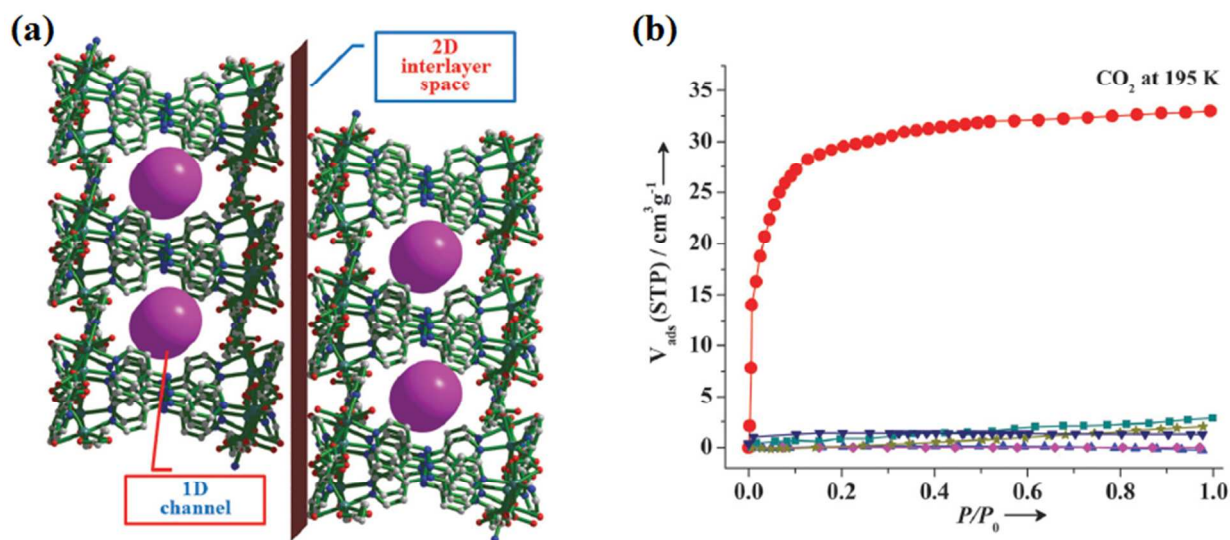 (a)
2D
interlayer
space
1D
channel
(b)
CO₂ at 195 K
V_ads (STP) / cm³g⁻¹ →
35
30
25
20
15
10
5
0
0.0 0.2 0.4 0.6 0.8 1.0
P/P₀ →